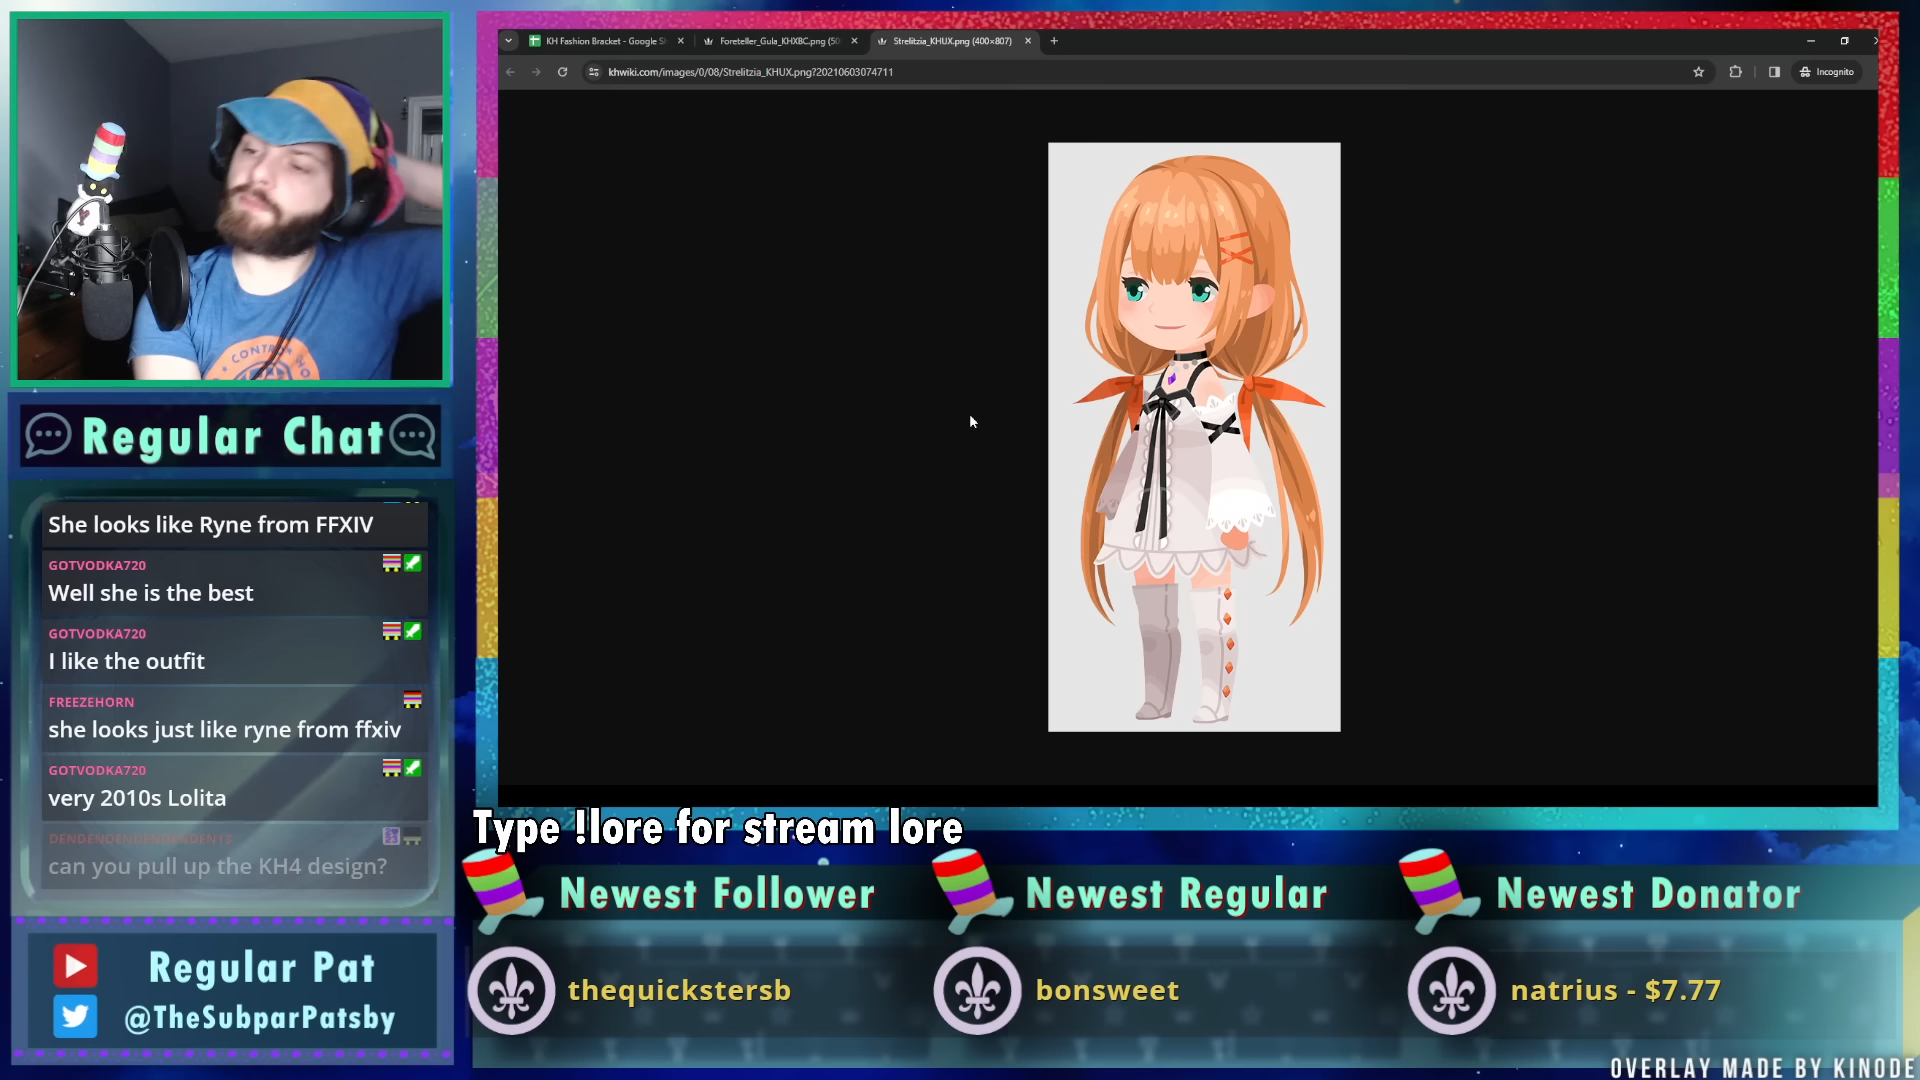 KH Fashion Bracket - Google Sh
Foreteller_Gula_KHXBC.png (50
Strelitzia_KHUX.png (400×807)
khwiki.com/images/0/08/Strelitzia_KHUX.png?20210603074711
Incognito
Regular Chat
She looks like Ryne from FFXIV
GOTVODKA720
Well she is the best
GOTVODKA720
I like the outfit
FREEZEHORN
she looks just like ryne from ffxiv
GOTVODKA720
very 2010s Lolita
can you pull up the KH4 design?
Regular Pat
@TheSubparPatsby
Type !lore for stream lore
Newest Follower
thequickstersb
Newest Regular
bonsweet
Newest Donator
natrius - $7.77
OVERLAY MADE BY KINODE